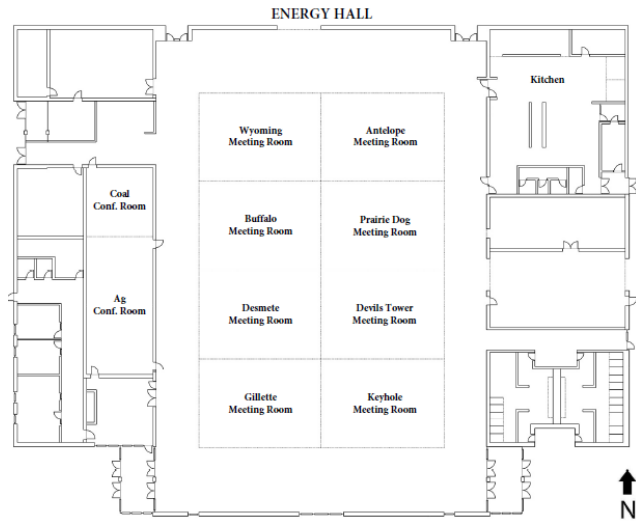 ENERGY HALL
Kitchen
Wyoming
Meeting Room
Antelope
Meeting Room
Coal
Conf. Room
Buffalo
Meeting Room
Prairie Dog
Meeting Room
Ag
Conf. Room
Desmete
Meeting Room
Devils Tower
Meeting Room
Gillette
Meeting Room
Keyhole
Meeting Room
N